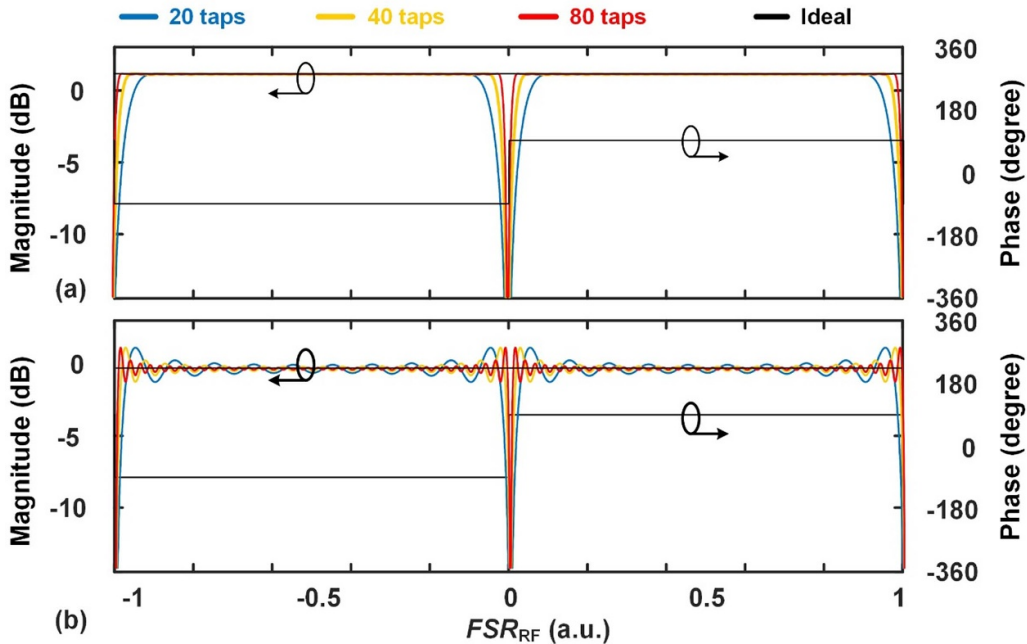 20 taps 40 taps 80 taps Ideal
Magnitude (dB)
0
-5
-10
360
180
0
-180
-360
Phase (degree)
(a)
Magnitude (dB)
0
-5
-10
360
180
0
-180
-360
Phase (degree)
-1 -0.5 0 0.5 1
(b)
FSRRF (a.u.)